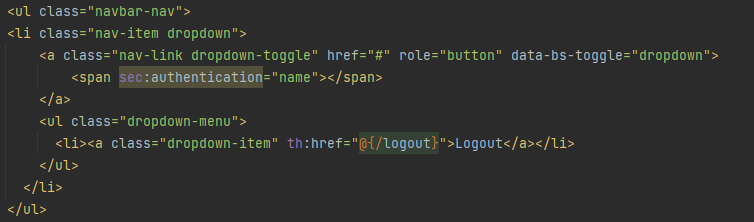 <ul class="navbar-nav">
<li class="nav-item dropdown">
<a class="nav-link dropdown-toggle" href="#" role="button" data-bs-toggle="dropdown">
<span sec:authentication="name"></span>
</a>
<ul class="dropdown-menu">
<li><a class="dropdown-item" th:href="@{/logout}">Logout</a></li>
</ul>
</li>
</ul>